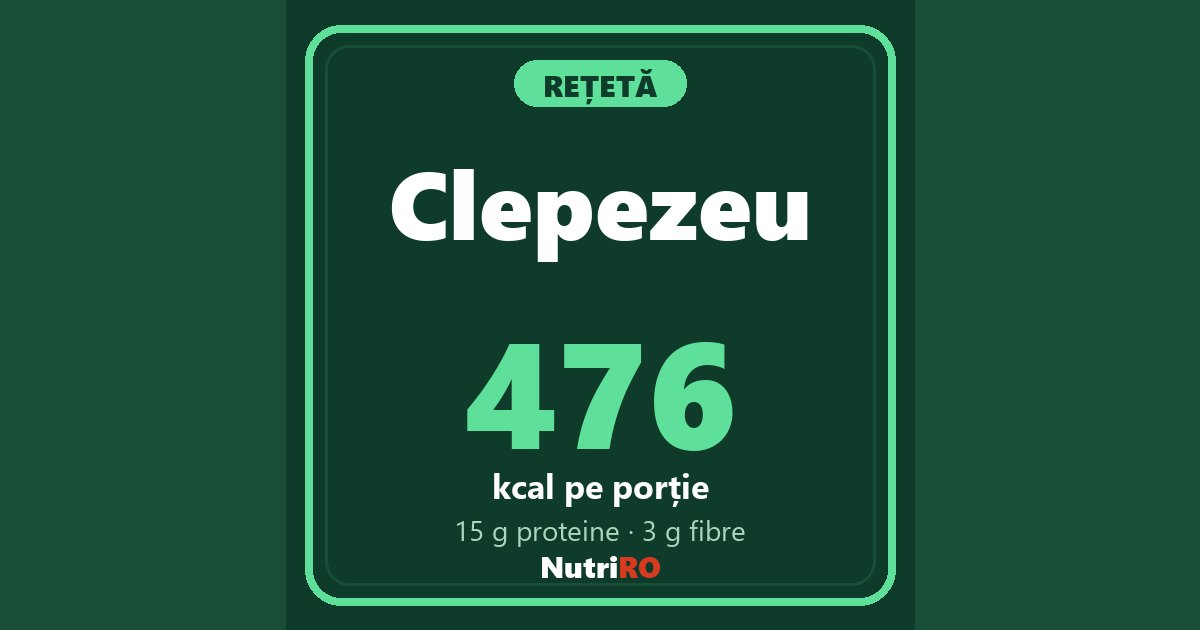 REȚETĂ
Clepezeu
476
kcal pe porție
15 g proteine · 3 g fibre
NutriRO